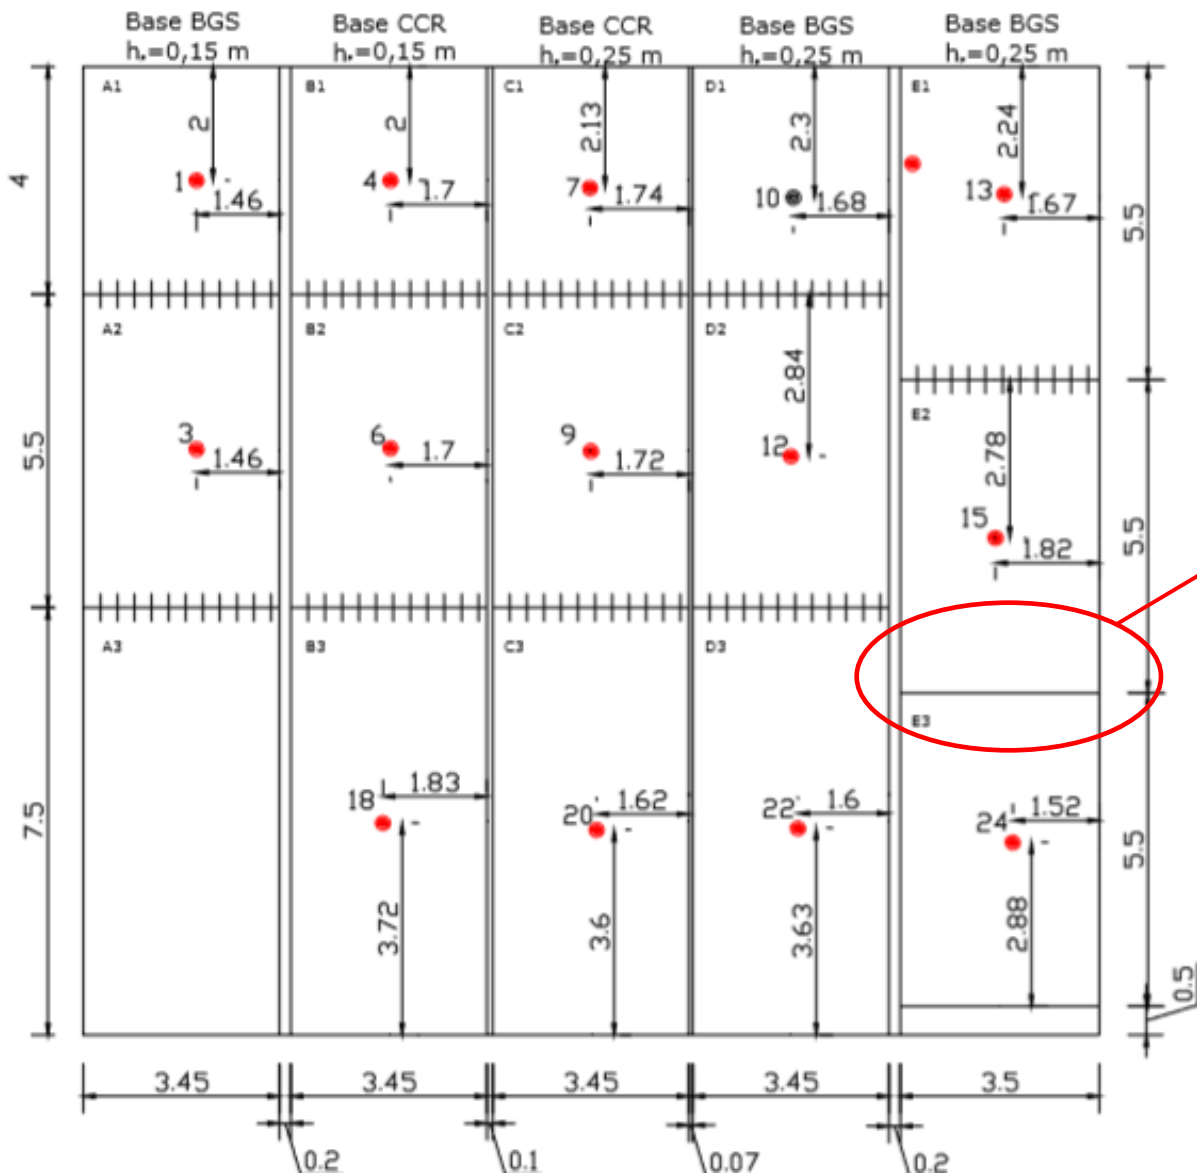 Base BGS
h.=0,15 m
Base CCR
h.=0,15 m
Base CCR
h.=0,25 m
Base BGS
h.=0,25 m
Base BGS
h.=0,25 m
A1
B1
C1
D1
E1
2
2
2.13
2.3
2.24
4
1
4
7
10
13
1.46
1.7
1.74
1.68
1.67
5.5
A2
B2
C2
D2
2.84
E2
2.78
5.5
3
6
9
12
1.46
1.7
1.72
15
1.82
5.5
A3
B3
C3
D3
E3
7.5
18
1.83
20
1.62
22
1.6
24
1.52
5.5
3.72
3.6
3.63
2.88
0.5
3.45
3.45
3.45
3.45
3.5
0.2
0.1
0.07
0.2